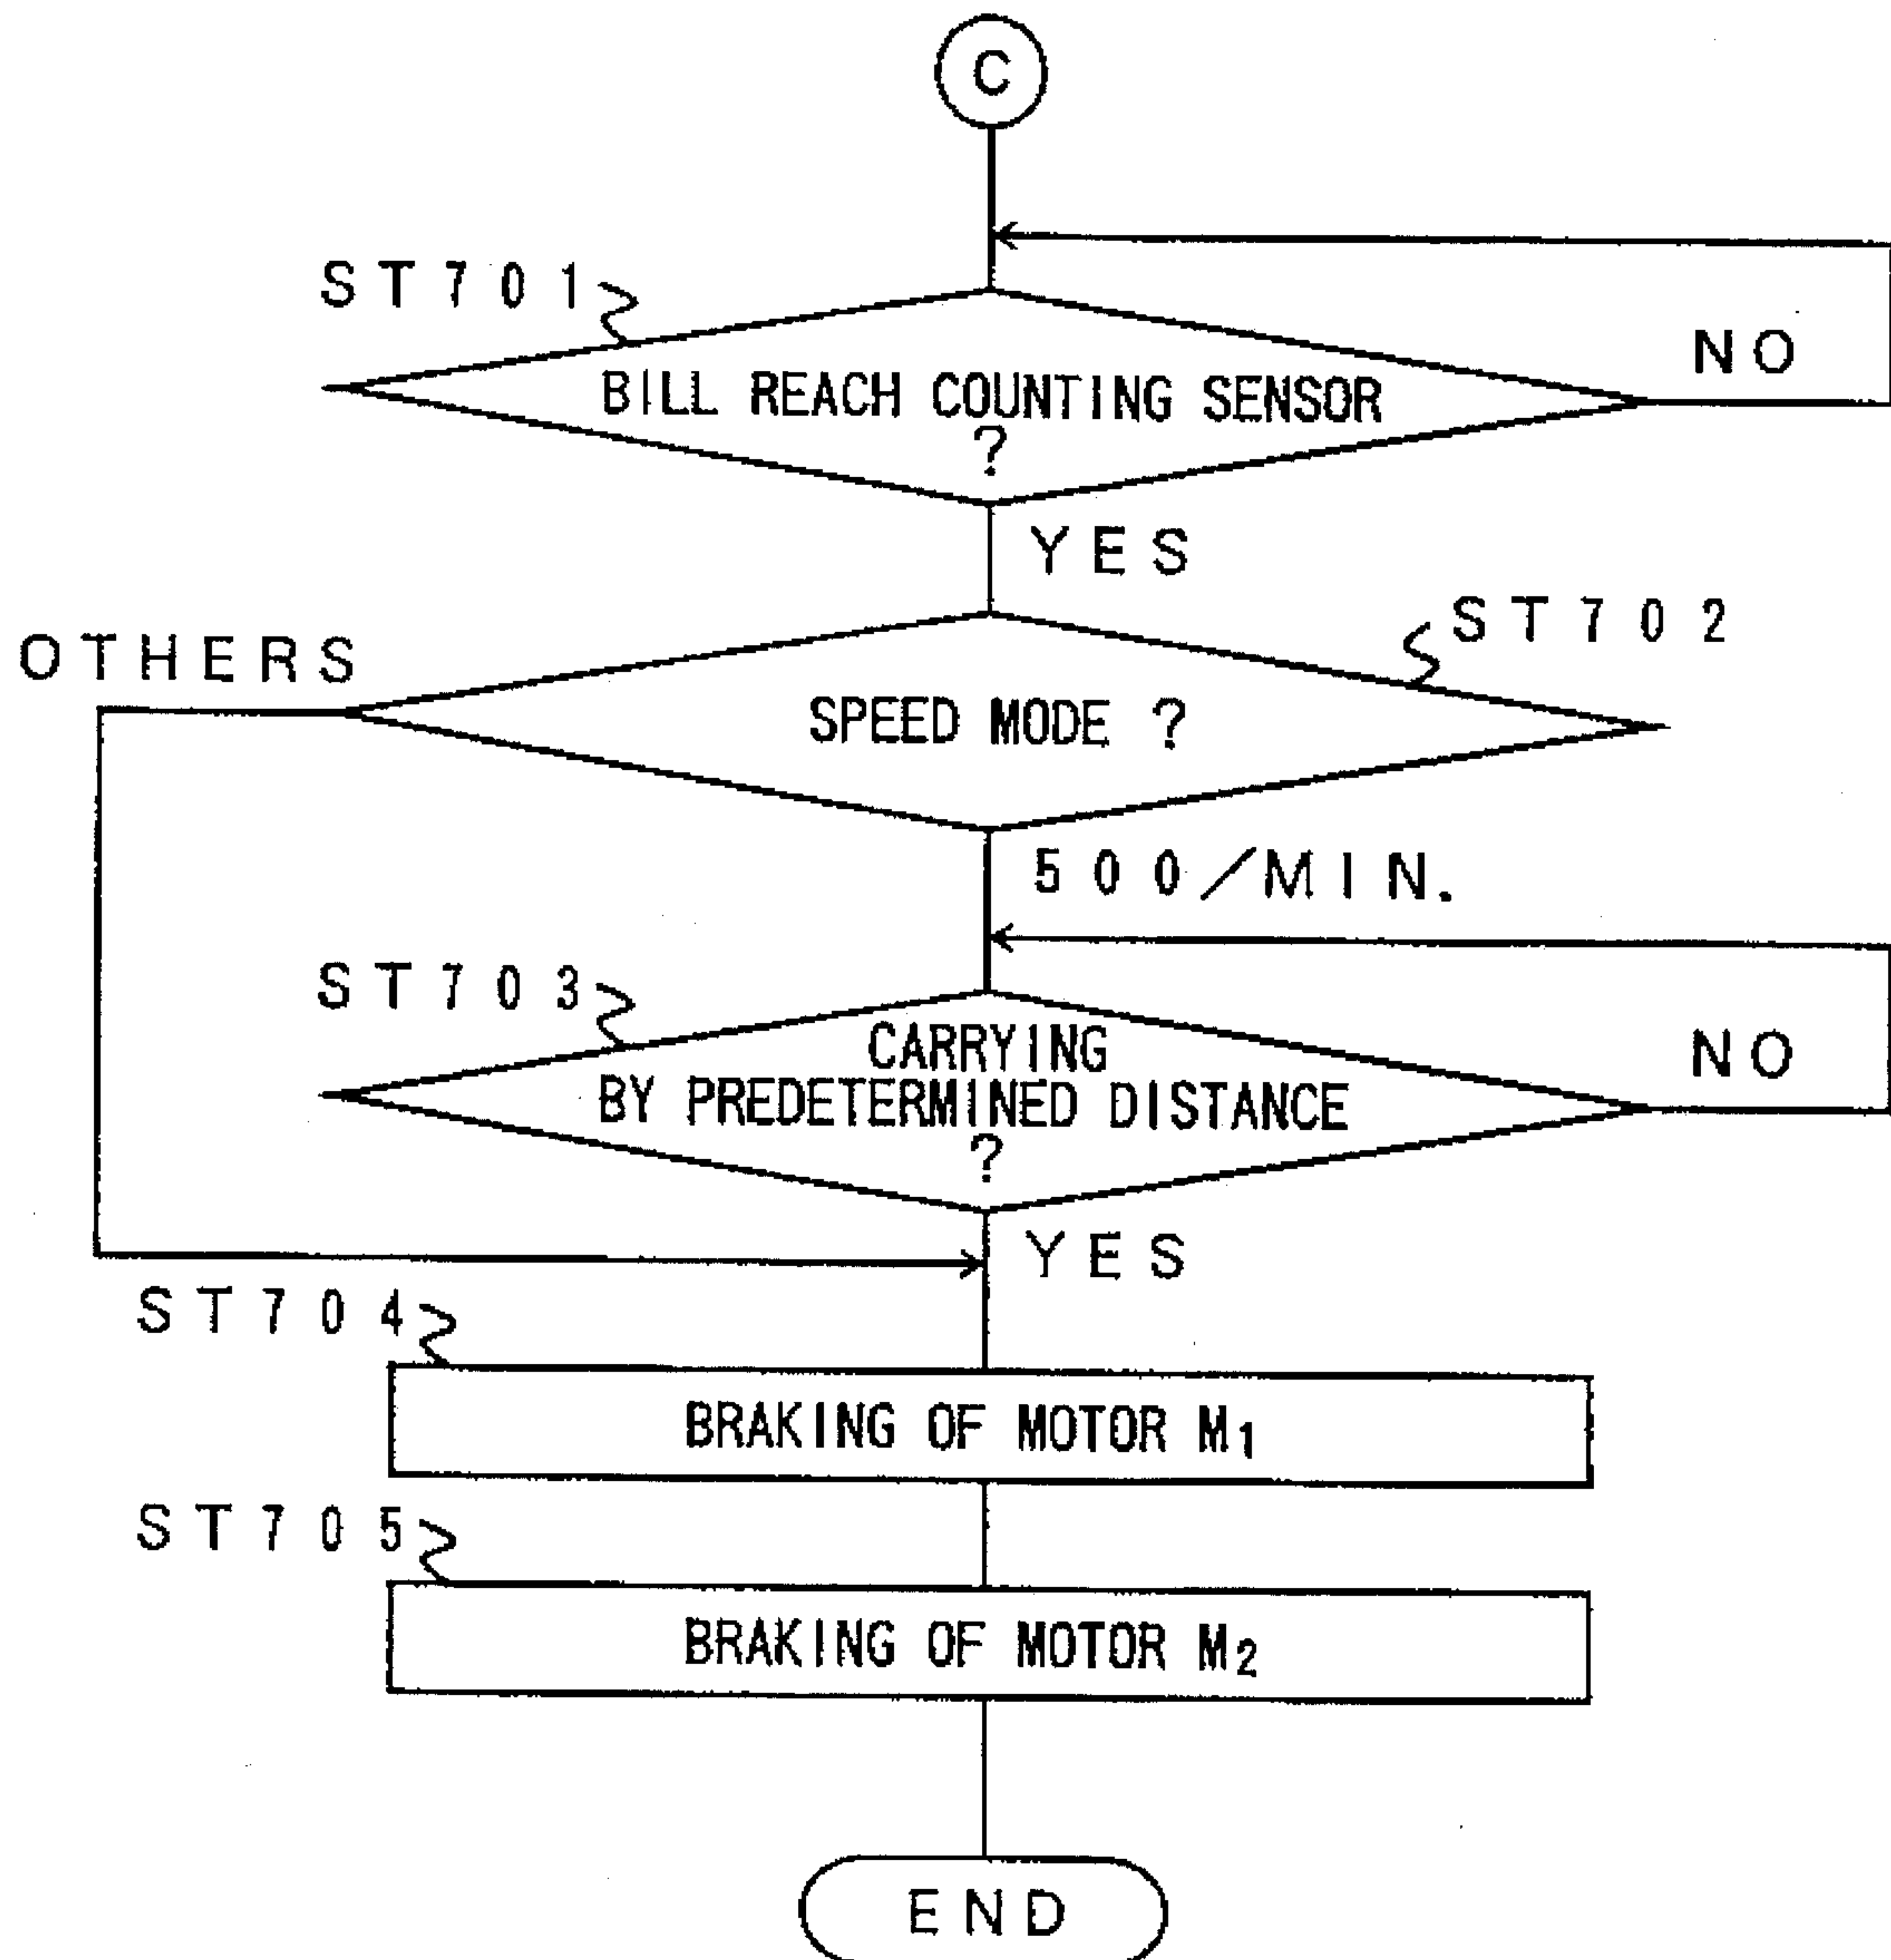 C
ST701
NO
BILL REACH COUNTING SENSOR
?
YES
ST702
OTHERS
SPEED MODE ?
500/MIN.
ST703
CARRYING
NO
BY PREDETERMINED DISTANCE
?
YES
ST704
BRAKING OF MOTOR M1
ST705
BRAKING OF MOTOR M2
END